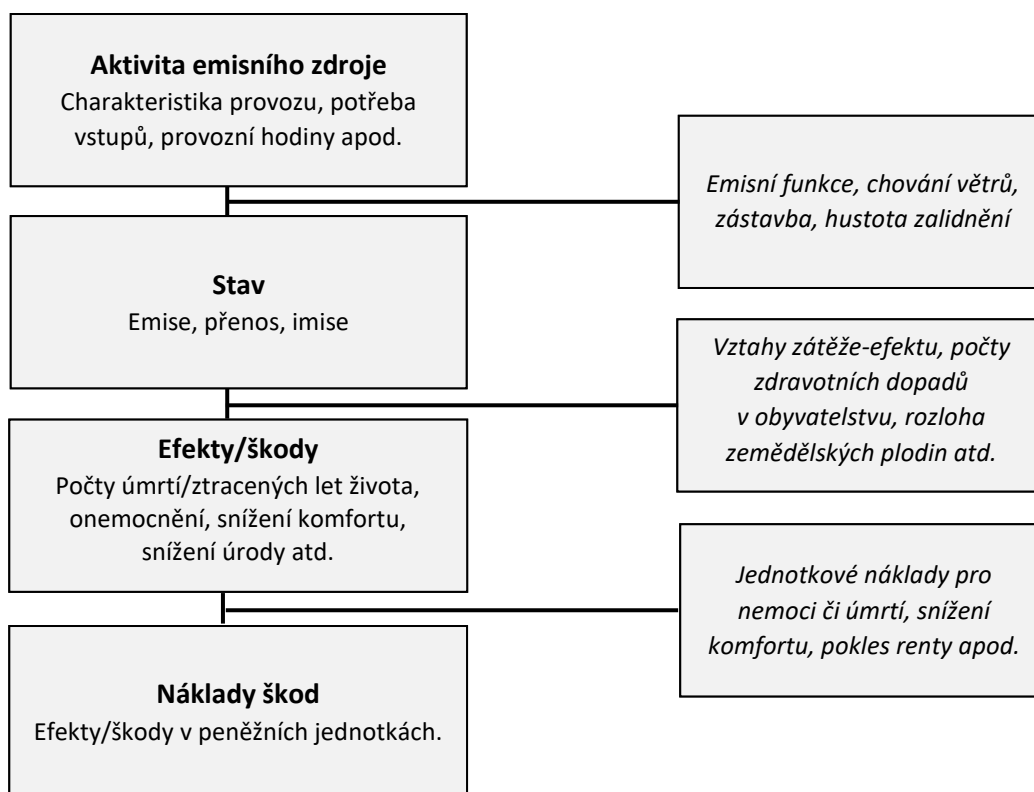 Aktivita emisního zdroje
Charakteristika provozu, potřeba
vstupů, provozní hodiny apod.
Emisní funkce, chování větrů,
zástavba, hustota zalidnění
Stav
Emise, přenos, imise
Vztahy zátěže-efektu, počty
zdravotních dopadů
v obyvatelstvu, rozloha
zemědělských plodin atd.
Efekty/škody
Počty úmrtí/ztracených let života,
onemocnění, snížení komfortu,
snížení úrody atd.
Jednotkové náklady pro
nemoci či úmrtí, snížení
komfortu, pokles renty apod.
Náklady škod
Efekty/škody v peněžních jednotkách.